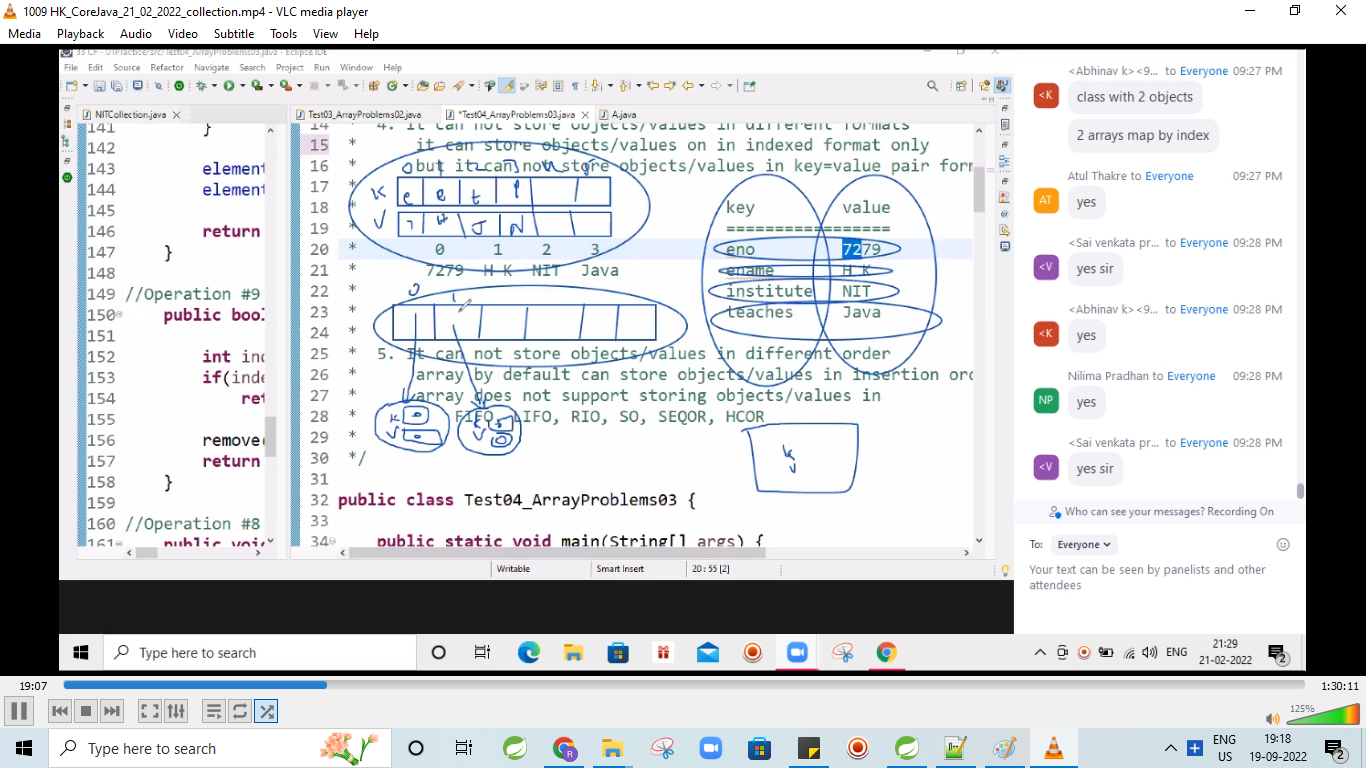 1009 HK_CoreJava_21_02_2022_collection.mp4 - VLC media player
Media Playback Audio Video Subtitle Tools View Help
File Edit Source Refactor Navigate Search Project Run Window Help
NITCollection.java
Test03_ArrayProblems02.java
*Test04_ArrayProblems03.java
A.java
141 }
142
143 element
144 element
145
146 return
147 }
148
149 //Operation #9
150 public bool
151
152 int ind
153 if(inde
154 ret
155
156 remove(
157 return
158 }
159
160 //Operation #8
161 public voi
14 * 4. It can not store objects/values in different formats
15 * it can store objects/values on in indexed format only
16 * but it can not store objects/values in key=value pair form
17 *
18 * key value
19 * =================
20 * 0 1 2 3 eno 7279
21 * 7279 H K NIT Java ename H K
22 * institute NIT
23 * teaches Java
24 *
25 * 5. It can not store objects/values in different order
26 * array by default can store objects/values in insertion ord
27 * array does not support storing objects/values in
28 * FIFO, LIFO, RIO, SO, SEQOR, HCOR
29 *
30 */
31
32 public class Test04_ArrayProblems03 {
33
34 public static void main(String[] args) {
K
V
K
V
K
V
k
v
Writable Smart Insert 20 : 55 [2]
<Abhinav k> <9... to Everyone 09:27 PM
<K
class with 2 objects
2 arrays map by index
Atul Thakre to Everyone 09:27 PM
AT
yes
<Sai venkata pr... to Everyone 09:28 PM
<V
yes sir
<Abhinav k> <9... to Everyone 09:28 PM
<K
yes
Nilima Pradhan to Everyone 09:28 PM
NP
yes
<Sai venkata pr... to Everyone 09:28 PM
<V
yes sir
Who can see your messages? Recording On
To: Everyone
Your text can be seen by panelists and other
attendees
Type here to search
ENG
21:29
21-02-2022
2
19:07
1:30:11
125%
Type here to search
R
ENG
US
19:18
19-09-2022
2